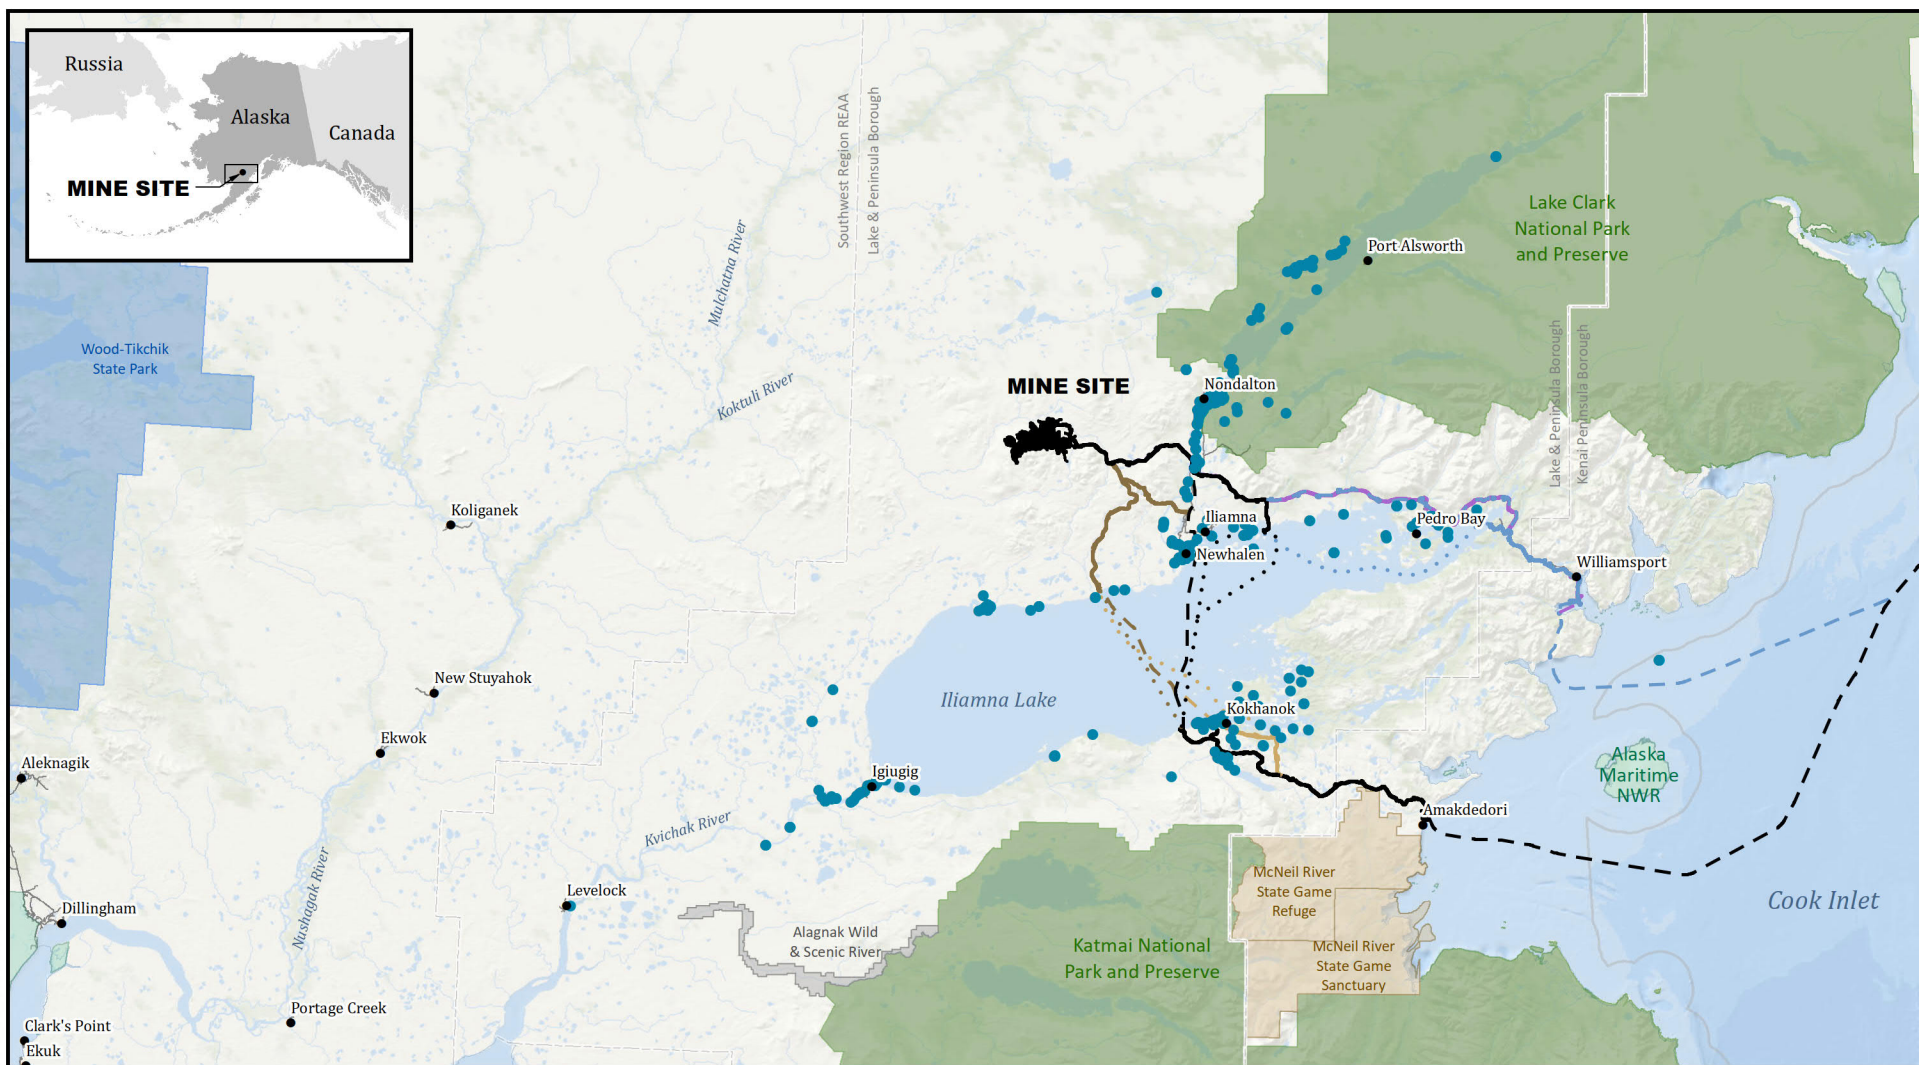 Russia
Alaska
Canada
MINE SITE
Southwest Region REAA
Lake & Peninsula Borough
Mulchatna River
Lake Clark
National Park
and Preserve
Port Alsworth
Wood-Tikchik
State Park
Koktuli River
MINE SITE
Nondalton
Lake & Peninsula Borough
Kenai Peninsula Borough
Koliganek
Iliamna
Pedro Bay
Newhalen
Williamsport
New Stuyahok
Iliamna Lake
Kokhanok
Ekwok
Aleknagik
Igiugig
Alaska
Maritime
NWR
Amakdedori
Kvichak River
McNeil River
State Game
Refuge
Levelock
Dillingham
Nushagak River
Cook Inlet
Alagnak Wild
& Scenic River
Katmai National
Park and Preserve
McNeil River
State Game
Sanctuary
Portage Creek
Clark's Point
Ekuk